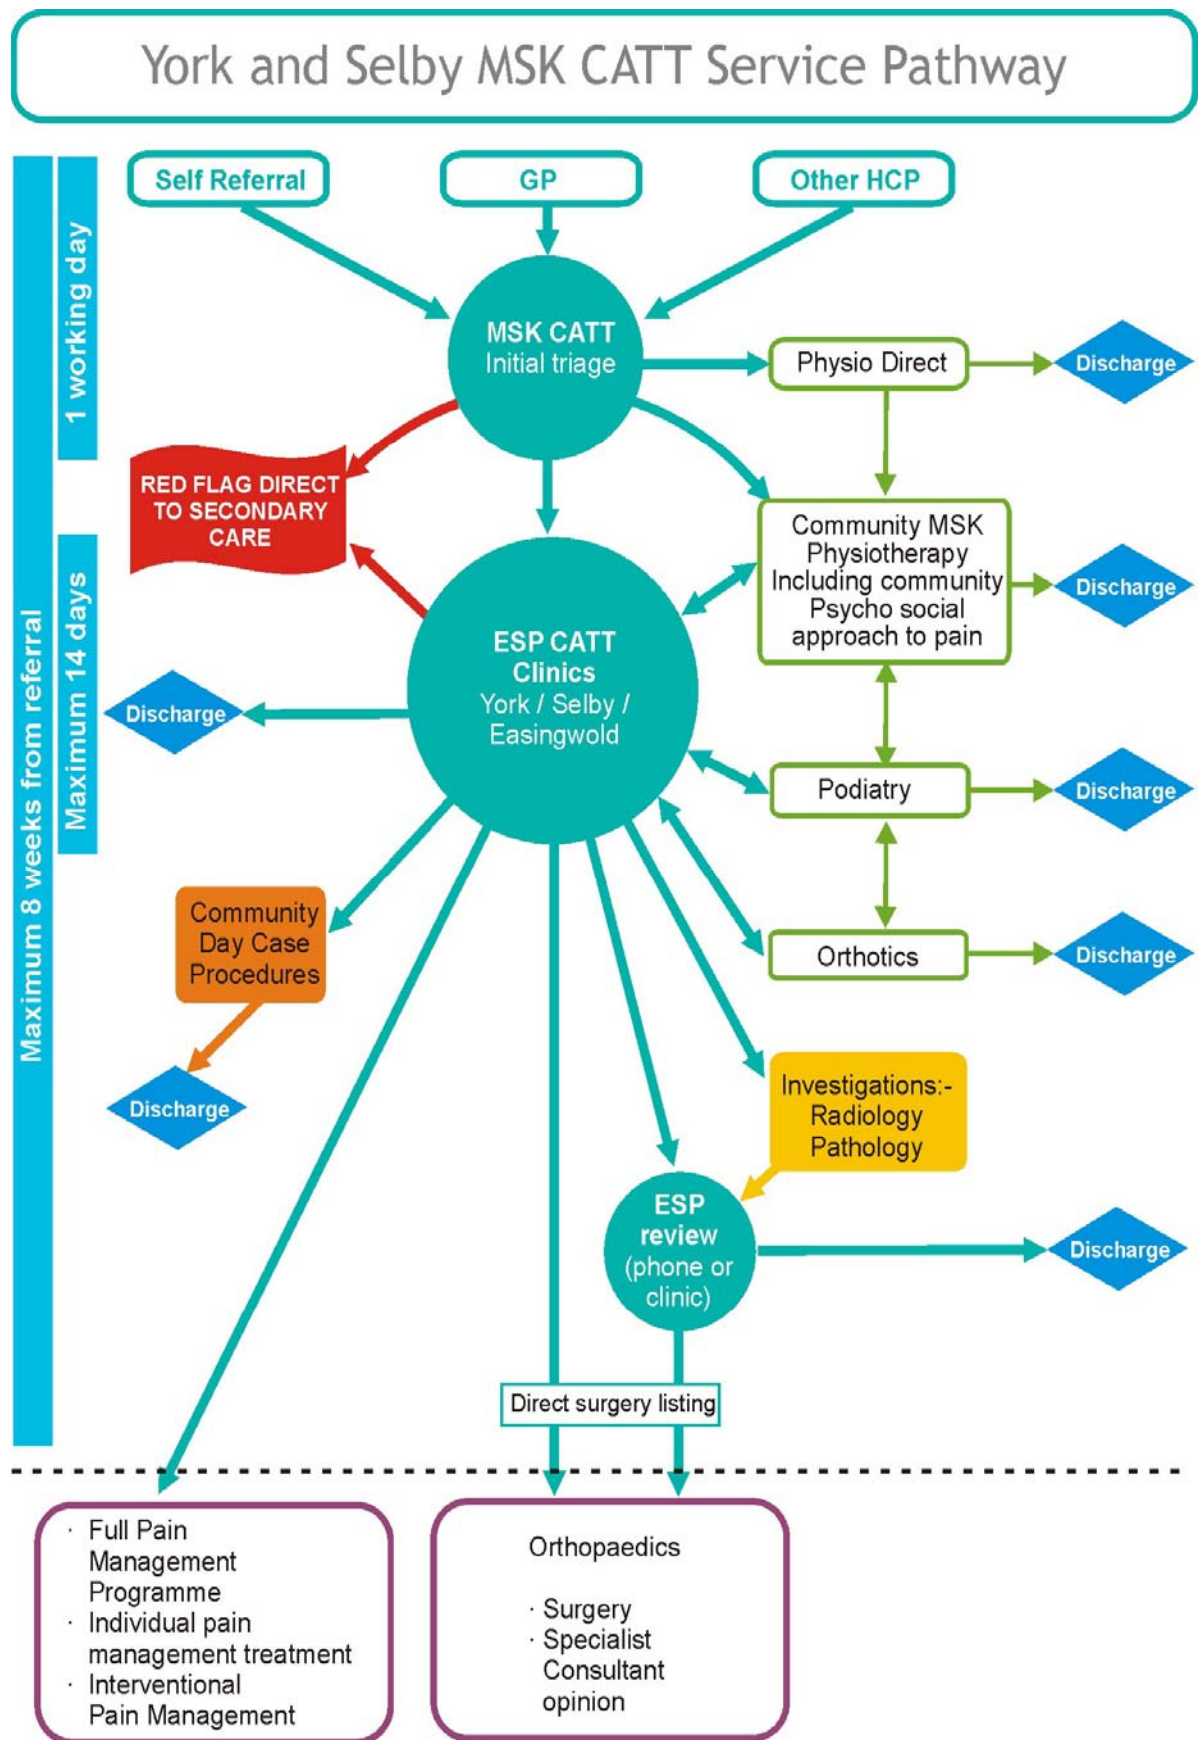 York and Selby MSK CATT Service Pathway
Self Referral
GP
Other HCP
1 working day
MSK CATT
Initial triage
Physio Direct
Discharge
RED FLAG DIRECT
TO SECONDARY
CARE
Community MSK
Physiotherapy
Including community
Psycho social
approach to pain
Discharge
Maximum 8 weeks from referral
Maximum 14 days
ESP CATT
Clinics
York / Selby /
Easingwold
Discharge
Podiatry
Discharge
Community
Day Case
Procedures
Orthotics
Discharge
Discharge
Investigations:-
Radiology
Pathology
ESP
review
(phone or
clinic)
Discharge
Direct surgery listing
· Full Pain
Management
Programme
· Individual pain
management treatment
· Interventional
Pain Management
Orthopaedics
· Surgery
· Specialist
Consultant
opinion